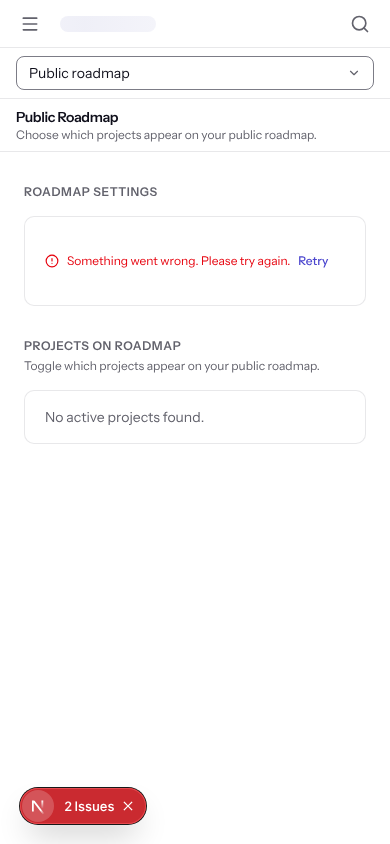 Public roadmap
Public Roadmap
Choose which projects appear on your public roadmap.
ROADMAP SETTINGS
Something went wrong. Please try again. Retry
PROJECTS ON ROADMAP
Toggle which projects appear on your public roadmap.
No active projects found.
N 2 Issues